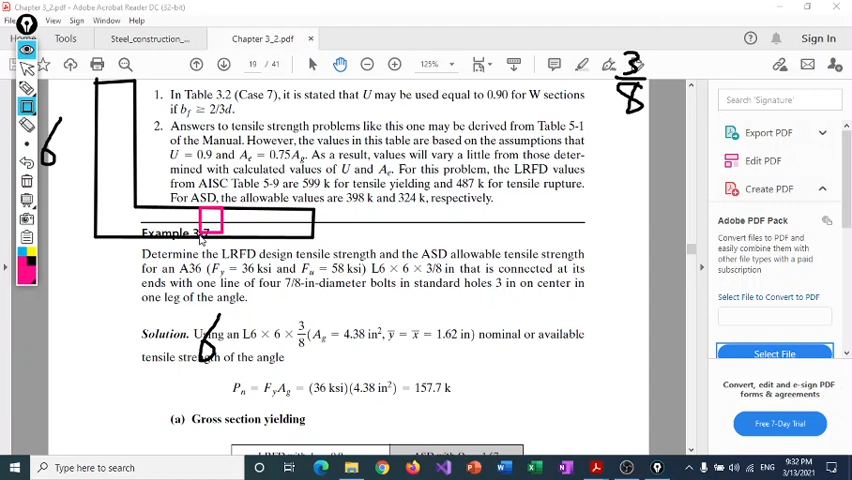 Chapter 3_2.pdf - Adobe Acrobat Reader DC (32-bit)
File
View
Sign
Window
Help
Tools
Steel_construction_...
Chapter 3_2.pdf
×
Sign In
19 / 41
125%
3
8
6
1. In Table 3.2 (Case 7), it is stated that U may be used equal to 0.90 for W sections
if bf ≥ 2/3d.
2. Answers to tensile strength problems like this one may be derived from Table 5-1
of the Manual. However, the values in this table are based on the assumptions that
U = 0.9 and Ae = 0.75Ag. As a result, values will vary a little from those deter-
mined with calculated values of U and Ae. For this problem, the LRFD values
from AISC Table 5-9 are 599 k for tensile yielding and 487 k for tensile rupture.
For ASD, the allowable values are 398 k and 324 k, respectively.
Example 3-7
Determine the LRFD design tensile strength and the ASD allowable tensile strength
for an A36 (Fy = 36 ksi and Fu = 58 ksi) L6 × 6 × 3/8 in that is connected at its
ends with one line of four 7/8-in-diameter bolts in standard holes 3 in on center in
one leg of the angle.
6
Solution. Using an L6 × 6 × 3/8 (Ag = 4.38 in², y̅ = x̅ = 1.62 in) nominal or available
tensile strength of the angle
Pn = FyAg = (36 ksi)(4.38 in²) = 157.7 k
(a) Gross section yielding
Search 'Signature'
Export PDF
Edit PDF
Create PDF
Adobe PDF Pack
Convert files to PDF and
easily combine them with
other file types with a paid
subscription
Select File to Convert to PDF
Select File
Convert, edit and e-sign PDF
forms & agreements
Free 7-Day Trial
Type here to search
ENG
9:32 PM
3/13/2021